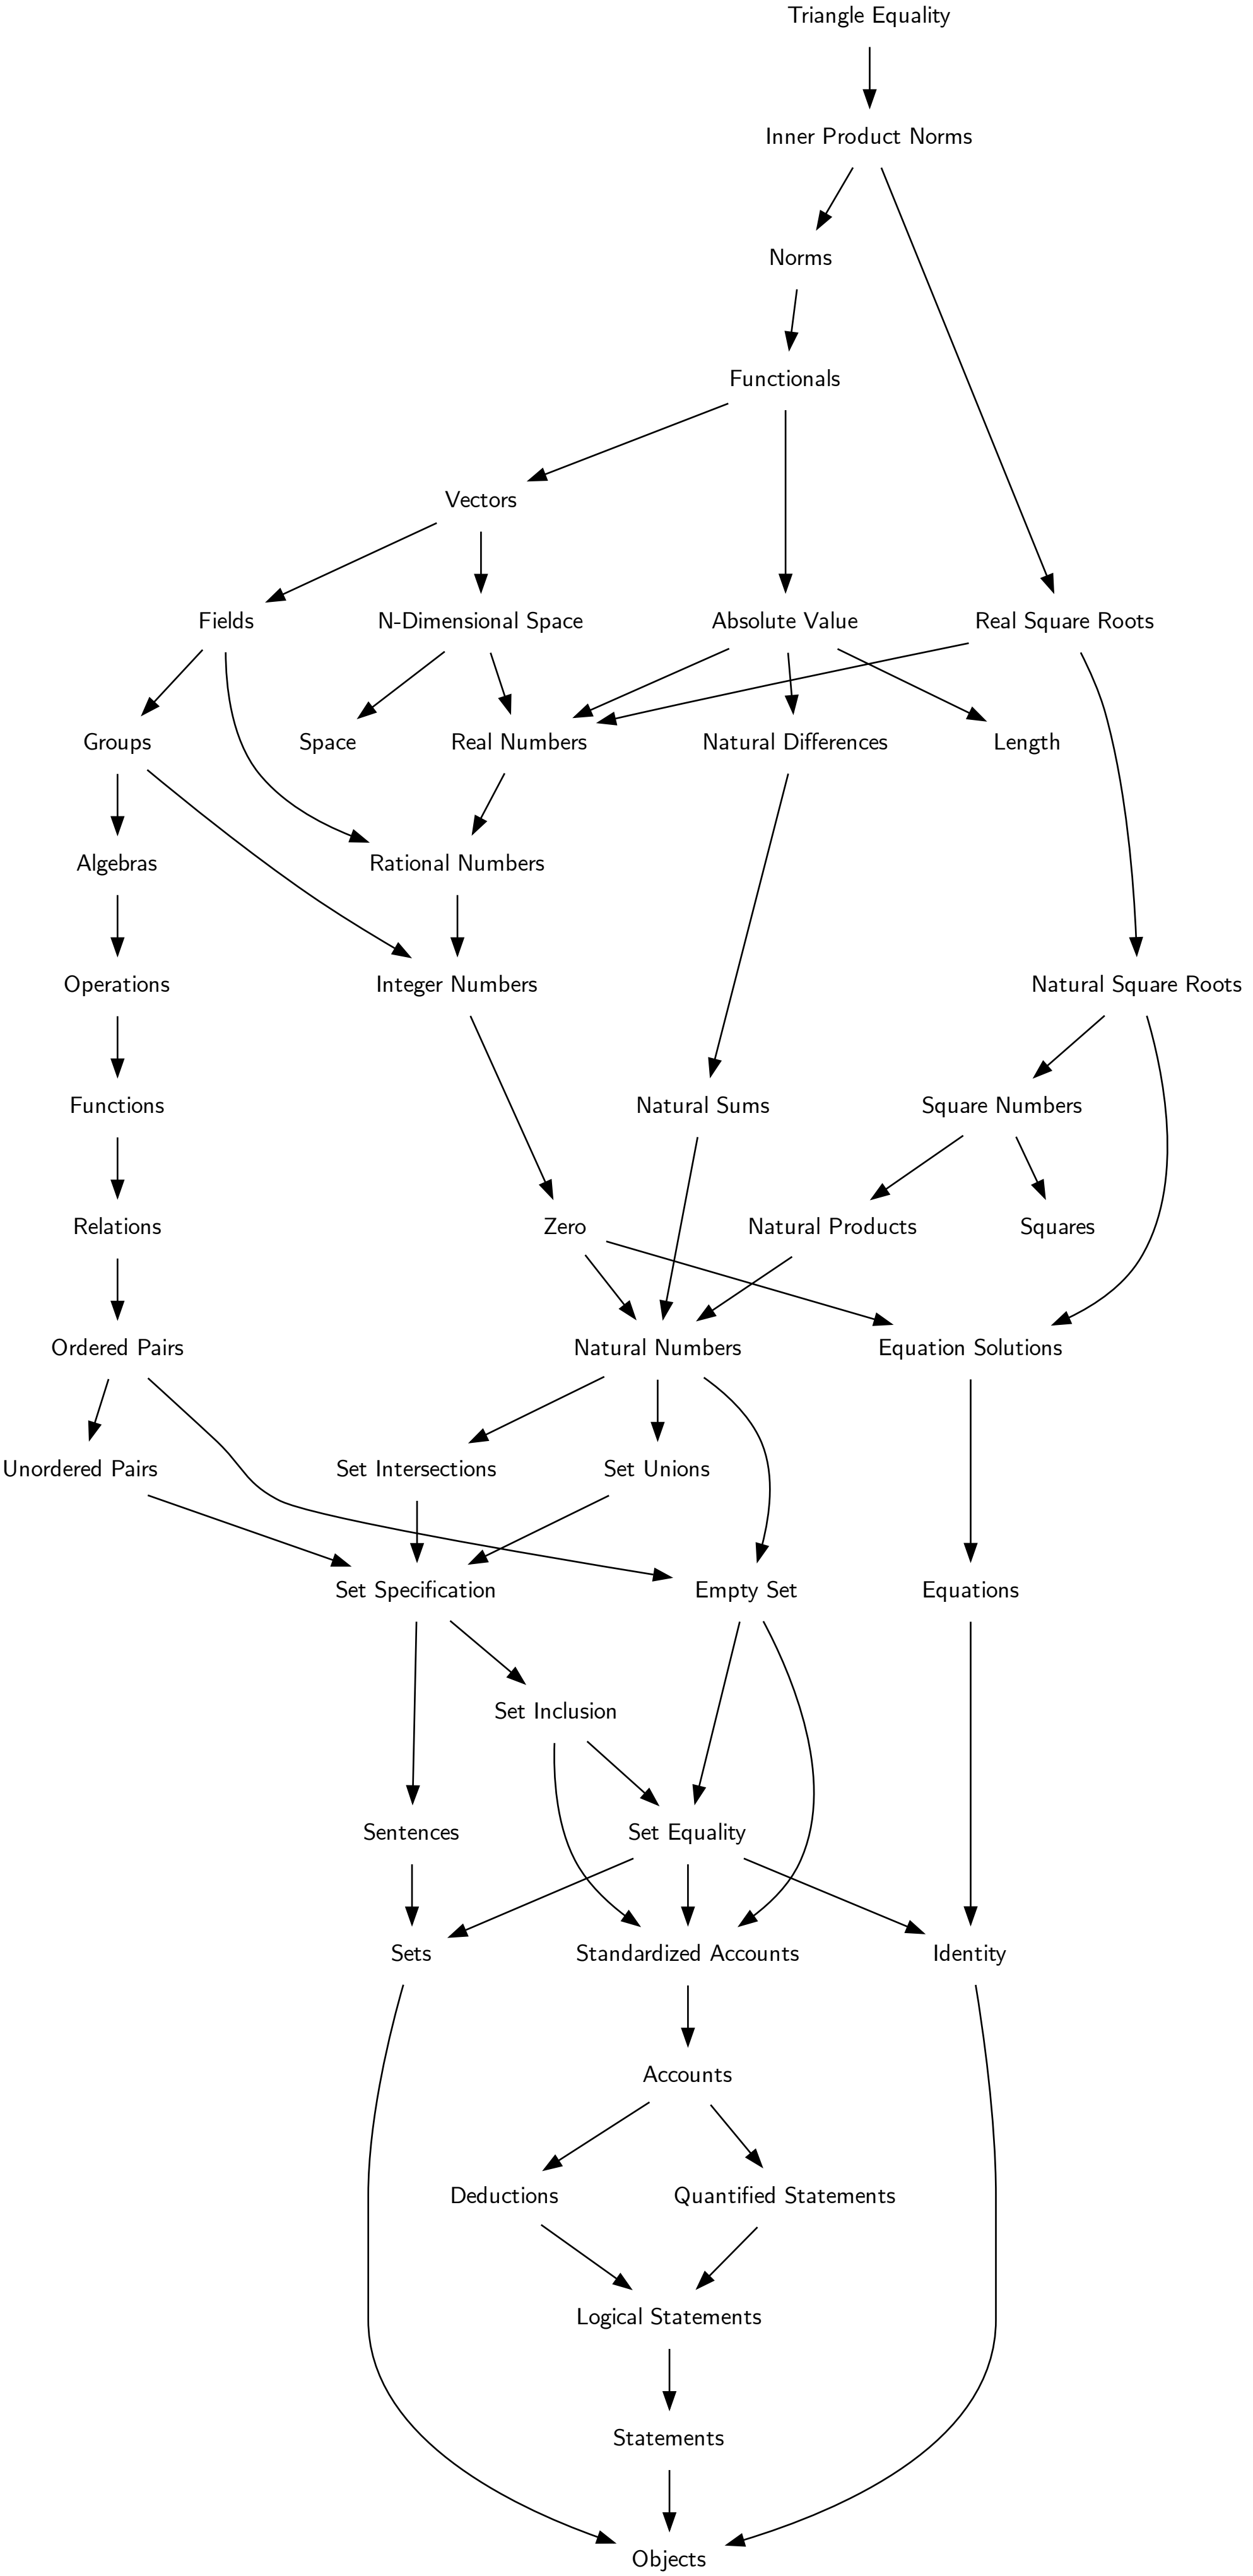 Triangle Equality
Inner Product Norms
Norms
Functionals
Vectors
Fields
N-Dimensional Space
Absolute Value
Real Square Roots
Groups
Space
Real Numbers
Natural Differences
Length
Algebras
Rational Numbers
Operations
Integer Numbers
Natural Square Roots
Functions
Natural Sums
Square Numbers
Relations
Zero
Natural Products
Squares
Ordered Pairs
Natural Numbers
Equation Solutions
Unordered Pairs
Set Intersections
Set Unions
Set Specification
Empty Set
Equations
Set Inclusion
Sentences
Set Equality
Sets
Standardized Accounts
Identity
Accounts
Deductions
Quantified Statements
Logical Statements
Statements
Objects